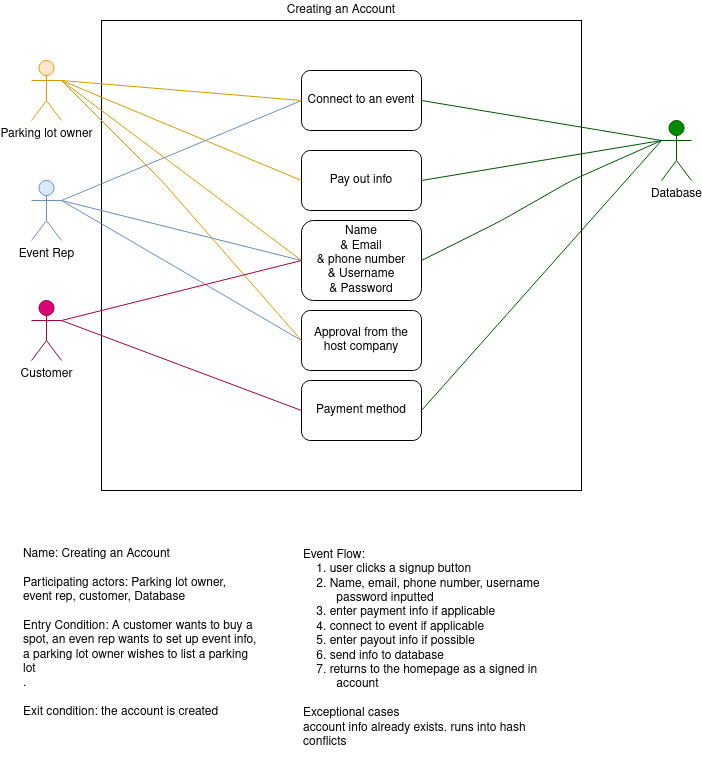 Creating an Account
Connect to an event
Parking lot owner
Pay out info
Database
Name
& Email
& phone number
& Username
& Password
Event Rep
Approval from the
host company
Customer
Payment method
Name: Creating an Account
Participating actors: Parking lot owner,
event rep, customer, Database
Entry Condition: A customer wants to buy a
spot, an even rep wants to set up event info,
a parking lot owner wishes to list a parking
lot
.
Exit condition: the account is created
Event Flow:
1. user clicks a signup button
2. Name, email, phone number, username
password inputted
3. enter payment info if applicable
4. connect to event if applicable
5. enter payout info if possible
6. send info to database
7. returns to the homepage as a signed in
account
Exceptional cases
account info already exists. runs into hash
conflicts